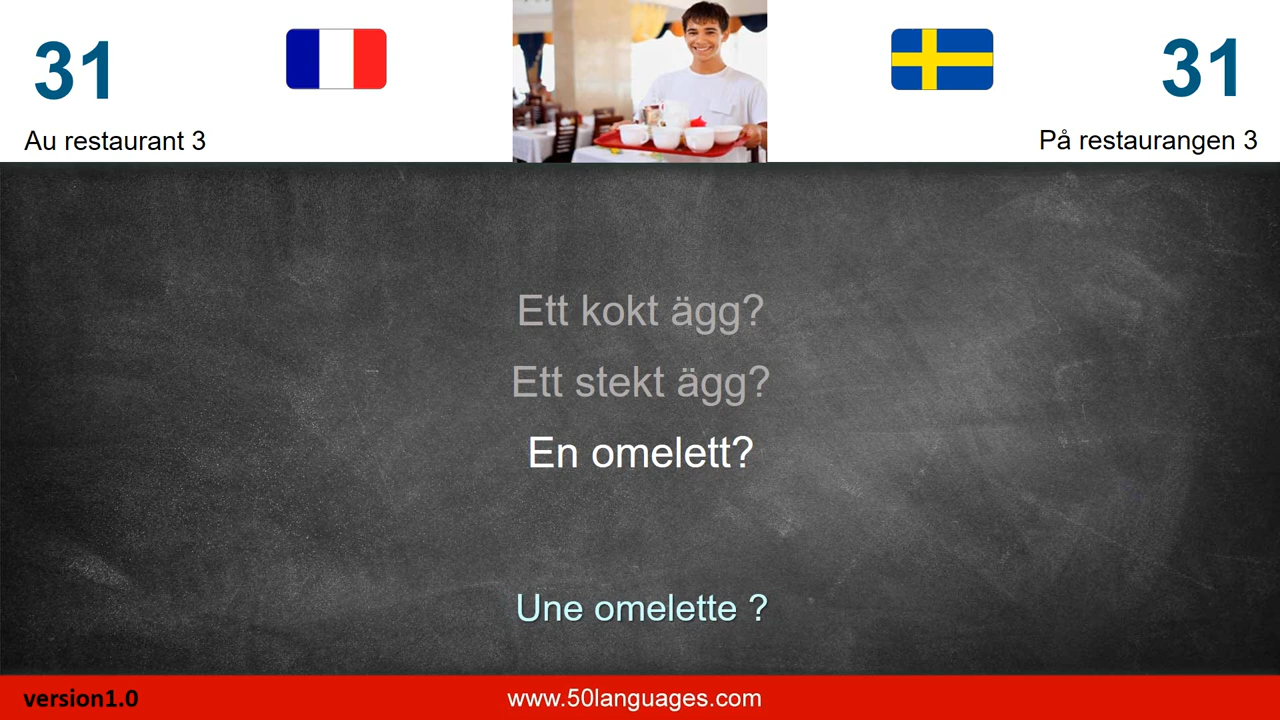 31
31
Au restaurant 3
På restaurangen 3
Ett kokt ägg?
Ett stekt ägg?
En omelett?
Une omelette ?
version1.0
www.50languages.com